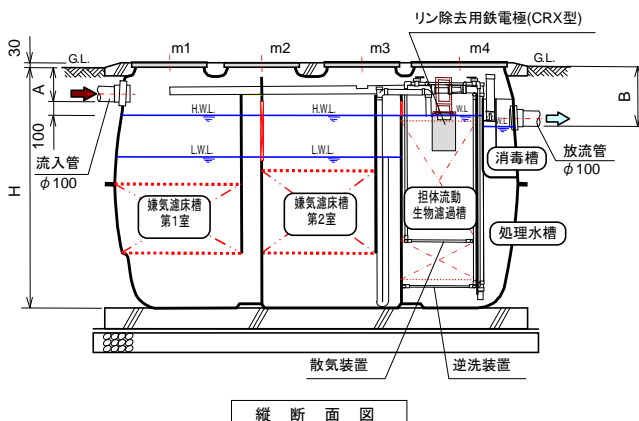 リン除去用鉄電極(CRX型)
30
G.L.
m1
m2
m3
m4
G.L.
A
B
100
H
H.W.L.
H.W.L.
W.L.
W.L.
L.W.L.
L.W.L.
流入管
φ100
消毒槽
放流管
φ100
嫌気濾床槽
第1室
嫌気濾床槽
第2室
担体流動
生物濾過槽
処理水槽
散気装置
逆洗装置
縦断面図